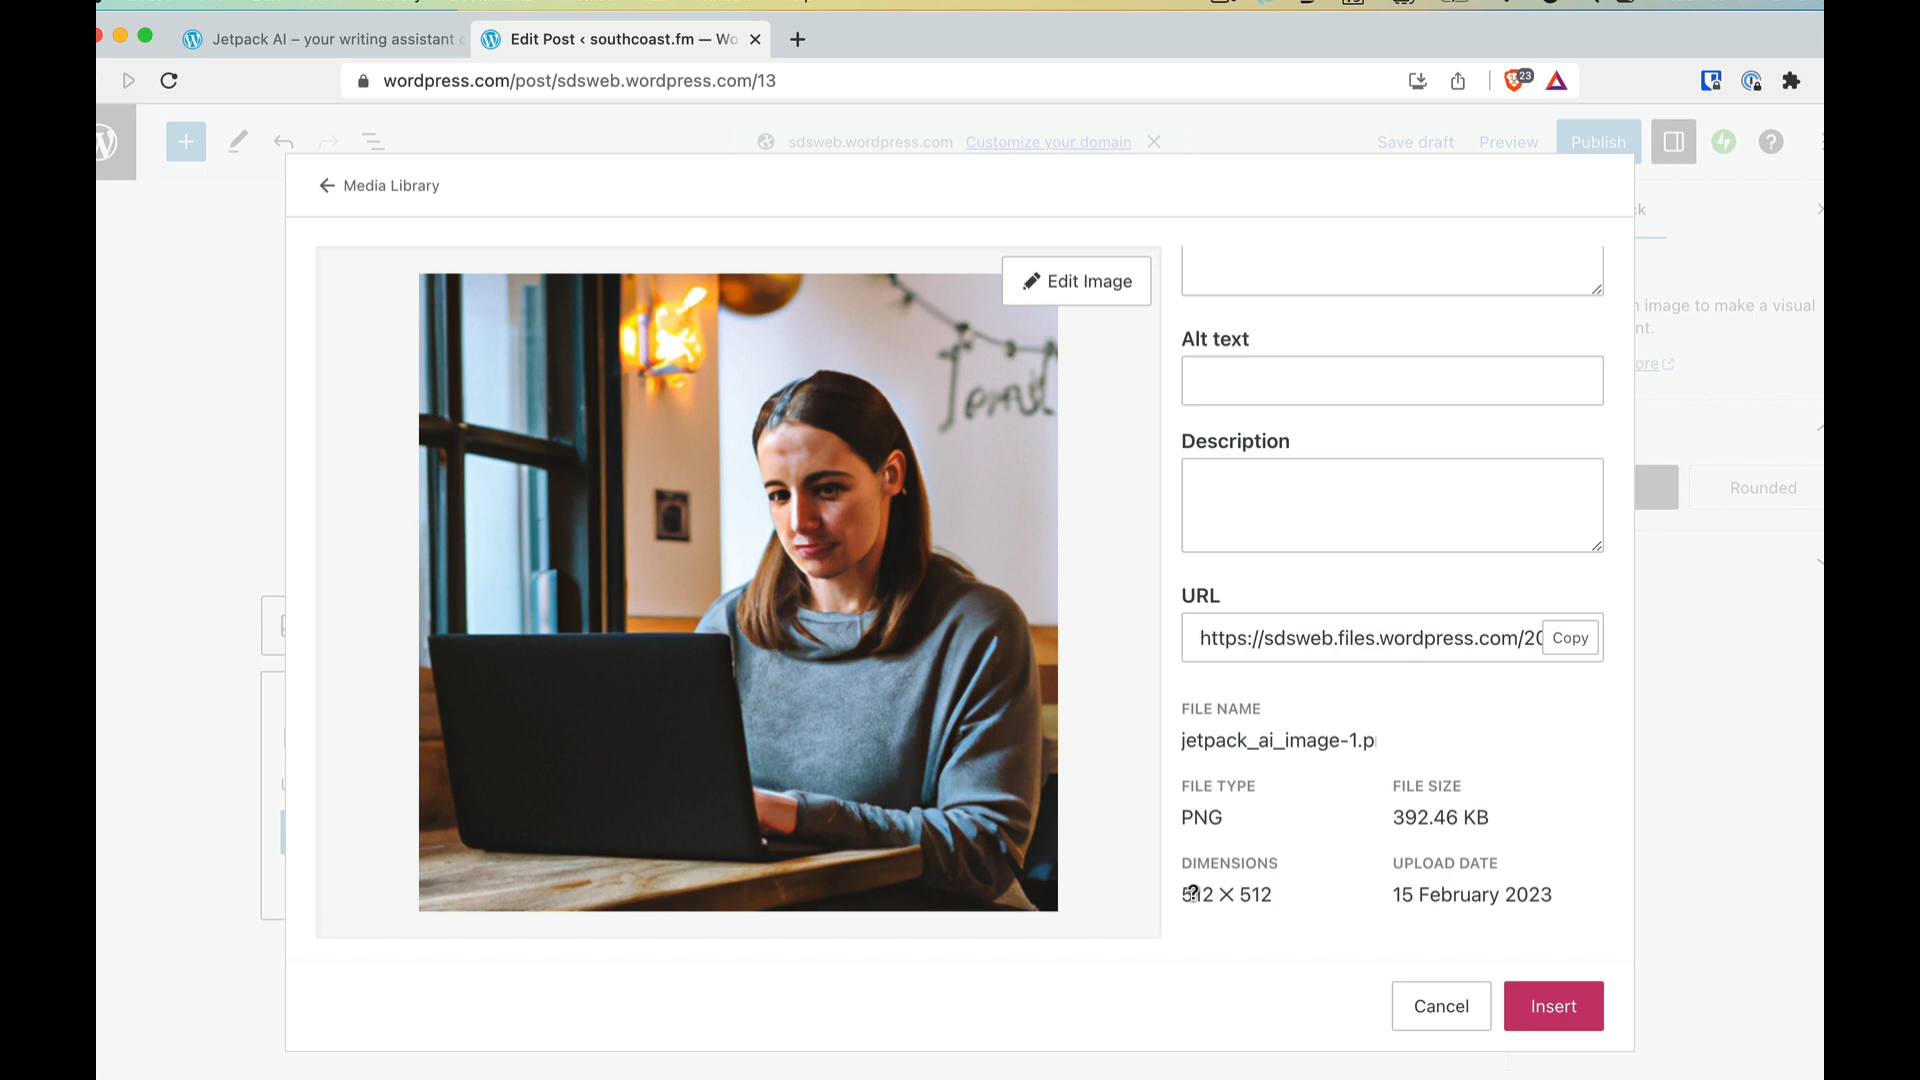 Jetpack AI – your writing assistant
Edit Post ‹ southcoast.fm — Wo
wordpress.com/post/sdsweb.wordpress.com/13
23
sdsweb.wordpress.com Customize your domain
Save draft Preview Publish
Media Library
Edit Image
image to make a visual
Alt text
Description
Rounded
URL
https://sdsweb.files.wordpress.com/20
Copy
FILE NAME
jetpack_ai_image-1.p
FILE TYPE FILE SIZE
PNG 392.46 KB
DIMENSIONS UPLOAD DATE
512 × 512 15 February 2023
Cancel Insert